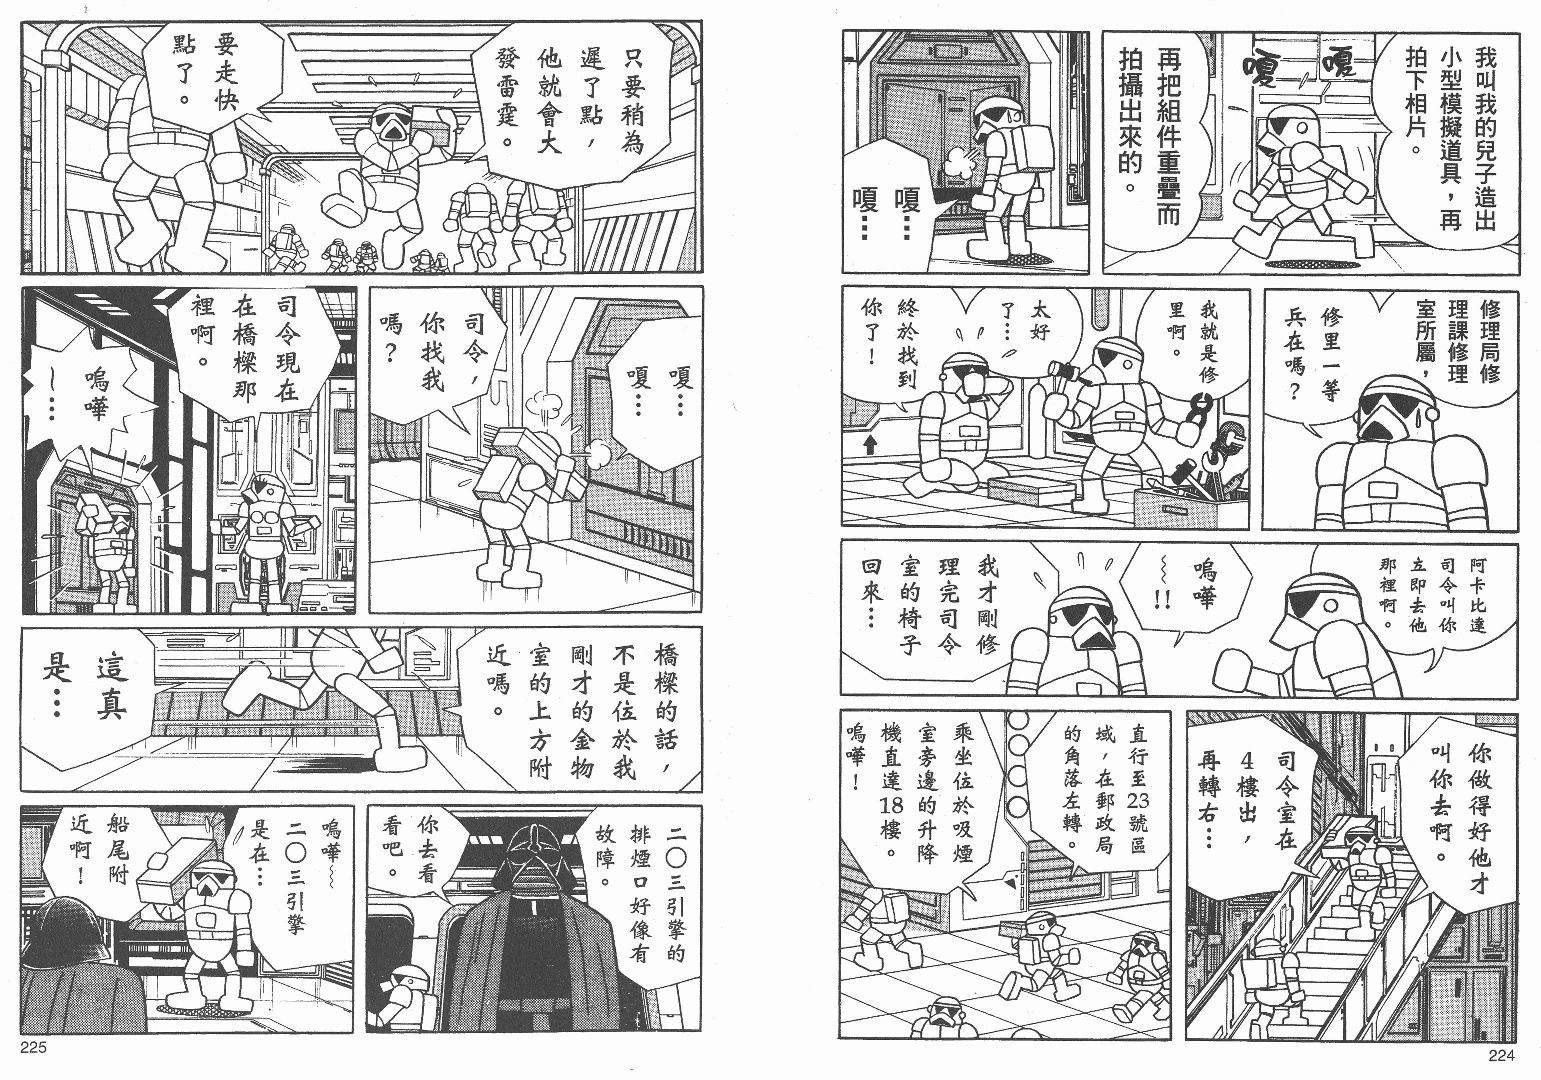 我叫我的兒子造出
小型模擬道具，再
拍下相片。
嗄
嗄
再把組件重疊而
拍攝出來的。
嗄…
嗄…
修理局修
理課修理
室所屬，
修里一等
兵在嗎？
我就是修
里啊。
太好
了…
終於找到
你了！
阿卡比達
司令叫你
立即去他
那裡啊。
嗚嘩
~~!!
我才剛修
理完司令
室的椅子
回來…
你做得好他才
叫你去啊。
司令室在
4樓出，
再轉右…
直行至23號區
域，在郵政局
的角落左轉。
乘坐位於吸煙
室旁邊的升降
機直達18樓。
嗚嘩！
224
只要稍為
遲了點，
他就會大
發雷霆。
要走快
點了。
嗄…
嗄…
司令，
你找我
嗎？
司令現在
在橋樑那
裡啊。
嗚嘩
~…
橋樑的話，
不是位於我
剛才的金物
室的上方附
近嗎。
這真
是…
二〇三引擎的
排煙口好像有
故障。
你去看
看吧。
嗚嘩~
二〇三引擎
是在…
船尾附
近啊！
225